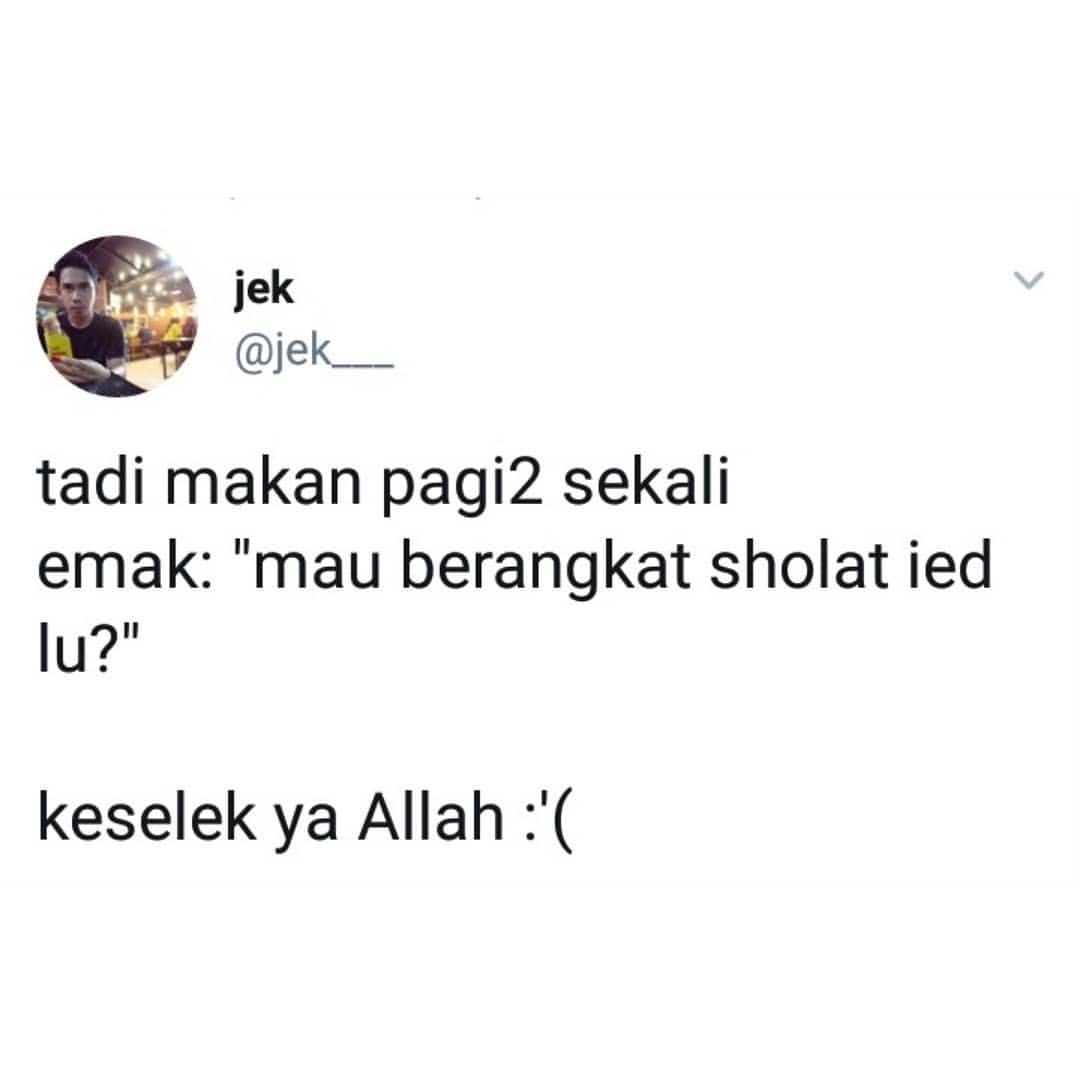 jek
@jek___
tadi makan pagi2 sekali
emak: "mau berangkat sholat ied
lu?"
keselek ya Allah :'(